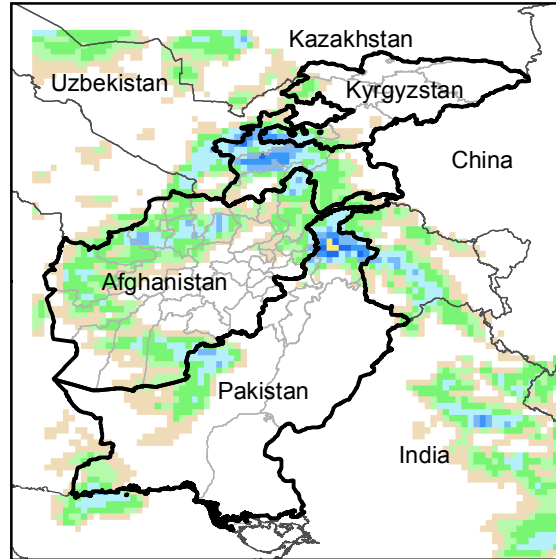 Kazakhstan
Uzbekistan
Kyrgyzstan
China
Afghanistan
Pakistan
India